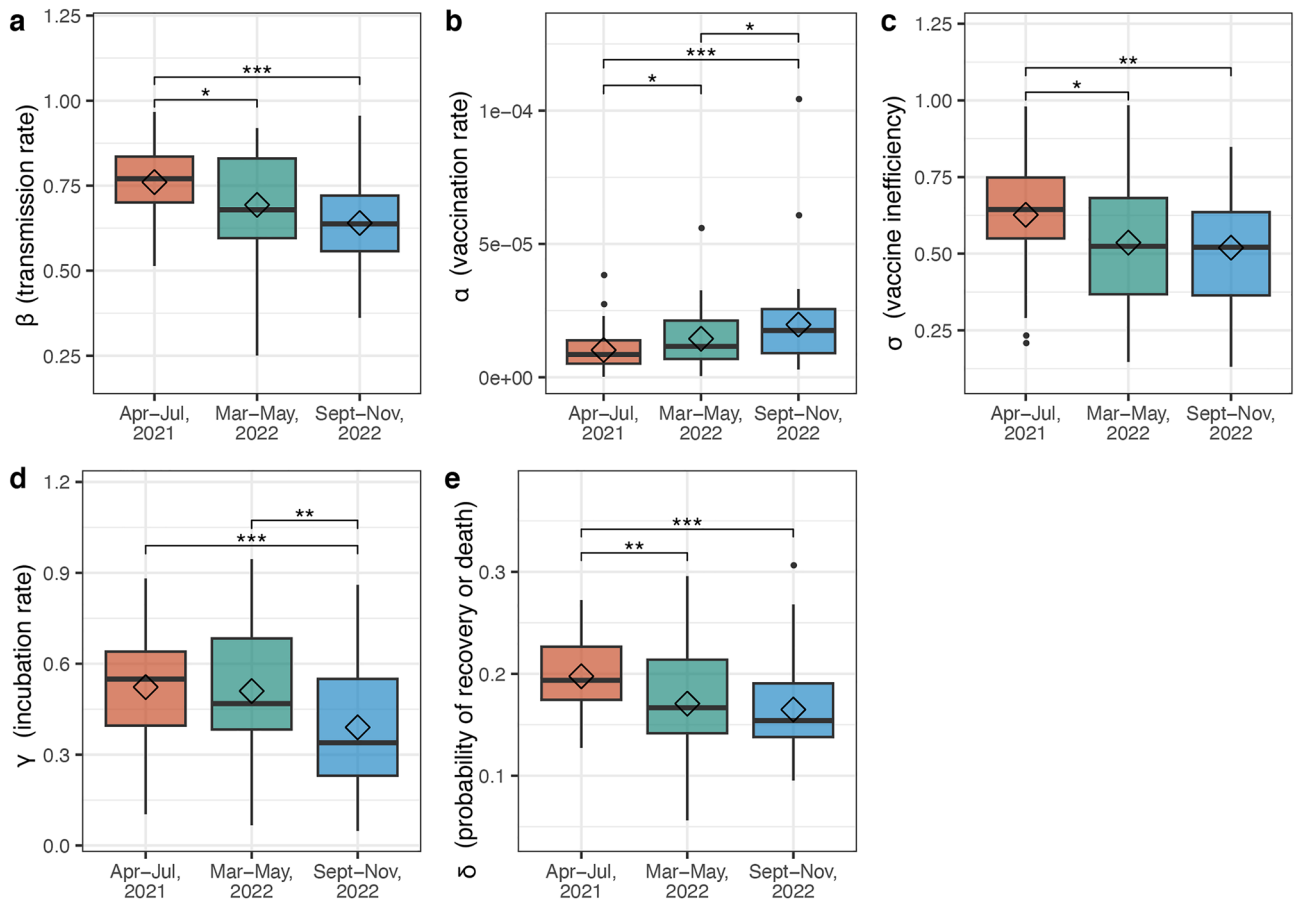 a
1.25
1.00
0.75
0.50
0.25
β (transmission rate)
***
*
Apr–Jul,
2021
Mar–May,
2022
Sept–Nov,
2022
b
1e−04
5e−05
0e+00
α (vaccination rate)
*
***
*
Apr–Jul,
2021
Mar–May,
2022
Sept–Nov,
2022
c
1.25
1.00
0.75
0.50
0.25
σ (vaccine inefficiency)
**
*
Apr–Jul,
2021
Mar–May,
2022
Sept–Nov,
2022
d
1.2
0.9
0.6
0.3
0.0
γ (incubation rate)
**
***
Apr–Jul,
2021
Mar–May,
2022
Sept–Nov,
2022
e
0.3
0.2
0.1
δ (probability of recovery or death)
***
**
Apr–Jul,
2021
Mar–May,
2022
Sept–Nov,
2022